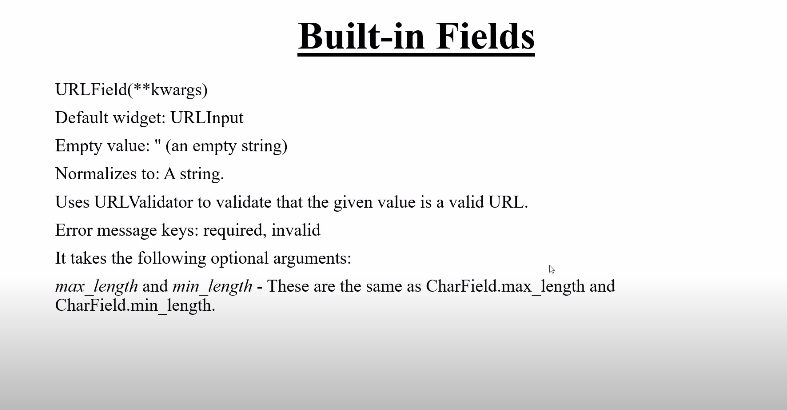 Built-in Fields
URLField(**kwargs)
Default widget: URLInput
Empty value: '' (an empty string)
Normalizes to: A string.
Uses URLValidator to validate that the given value is a valid URL.
Error message keys: required, invalid
It takes the following optional arguments:
max_length and min_length - These are the same as CharField.max_length and
CharField.min_length.